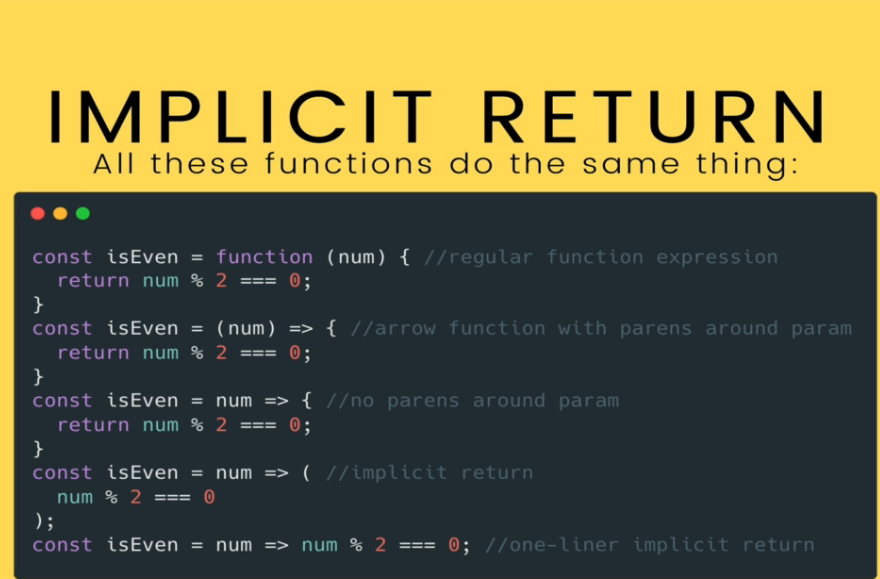 IMPLICIT RETURN
All these functions do the same thing:
const isEven = function (num) { //regular function expression
  return num % 2 === 0;
}
const isEven = (num) => { //arrow function with parens around param
  return num % 2 === 0;
}
const isEven = num => { //no parens around param
  return num % 2 === 0;
}
const isEven = num => ( //implicit return
  num % 2 === 0
);
const isEven = num => num % 2 === 0; //one-liner implicit return